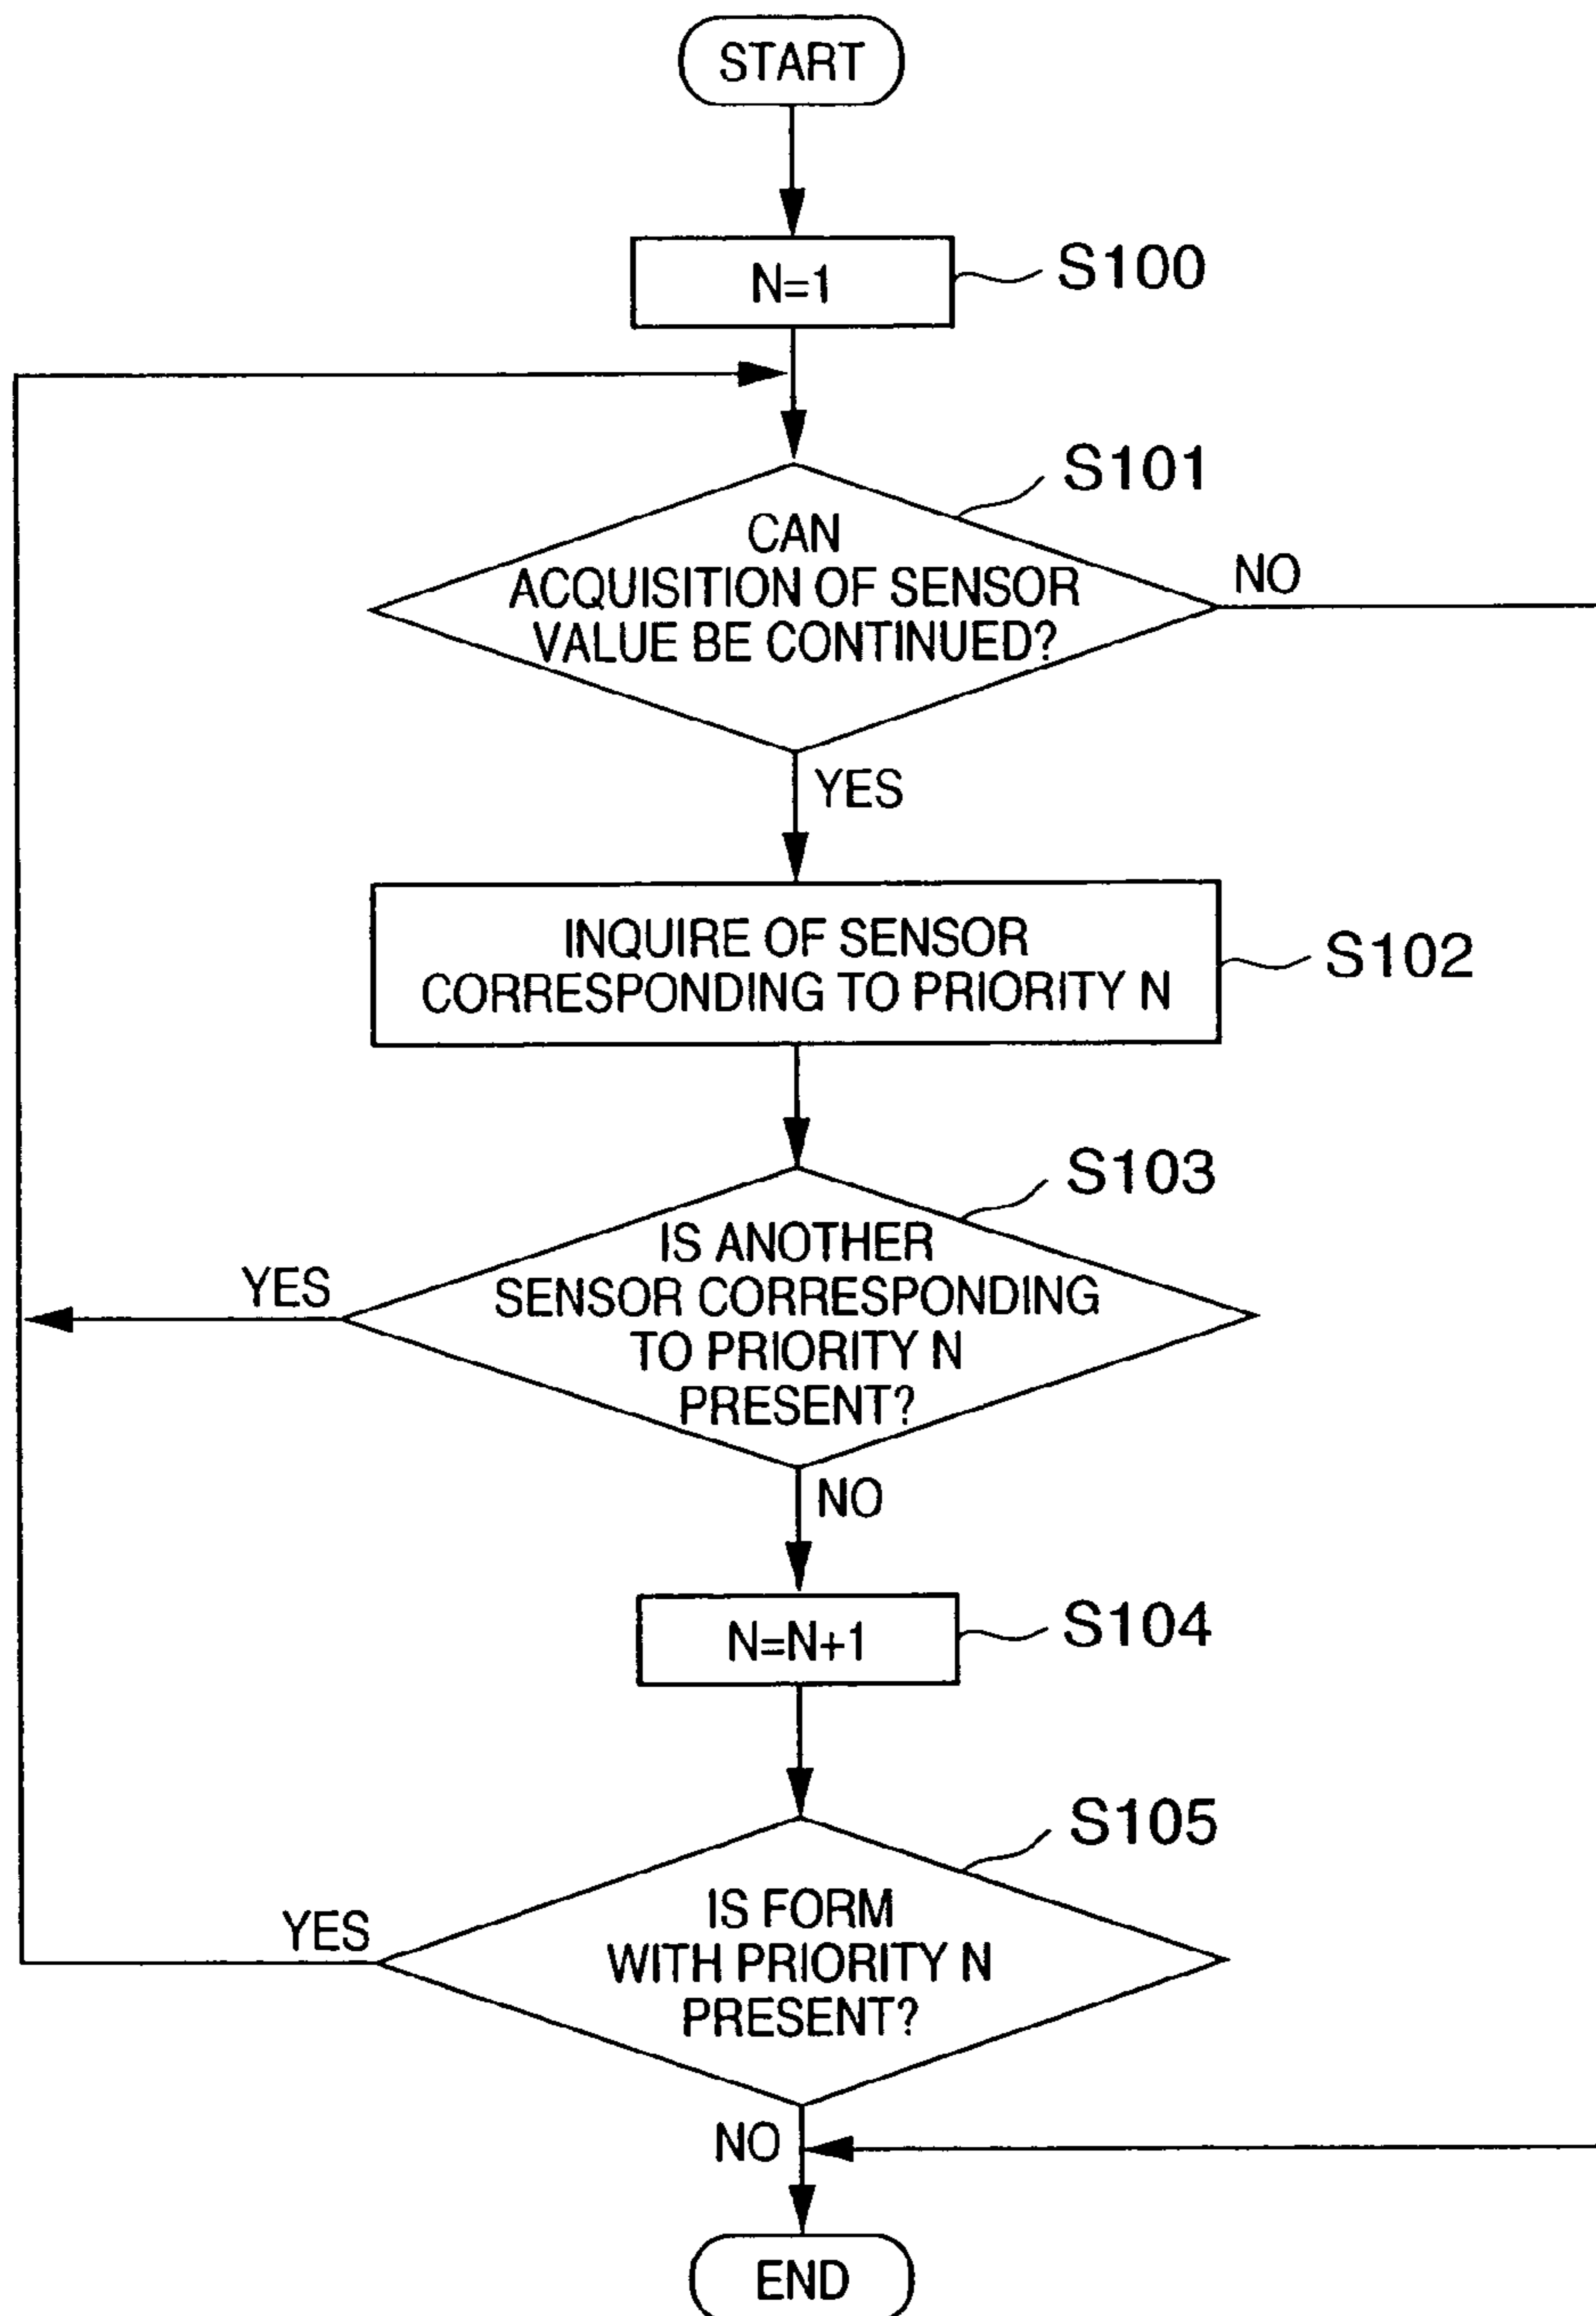 START
N=1
S100
S101
CAN
ACQUISITION OF SENSOR
VALUE BE CONTINUED?
NO
YES
INQUIRE OF SENSOR
CORRESPONDING TO PRIORITY N
S102
S103
IS ANOTHER
SENSOR CORRESPONDING
TO PRIORITY N
PRESENT?
YES
NO
N=N+1
S104
S105
IS FORM
WITH PRIORITY N
PRESENT?
YES
NO
END